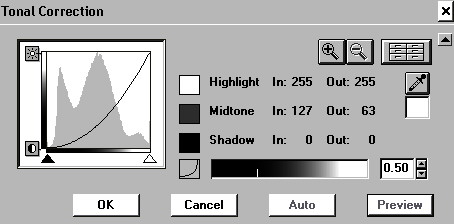 Tonal Correction
Highlight In: 255 Out: 255
Midtone In: 127 Out: 63
Shadow In: 0 Out: 0
0.50
OK Cancel Auto Preview